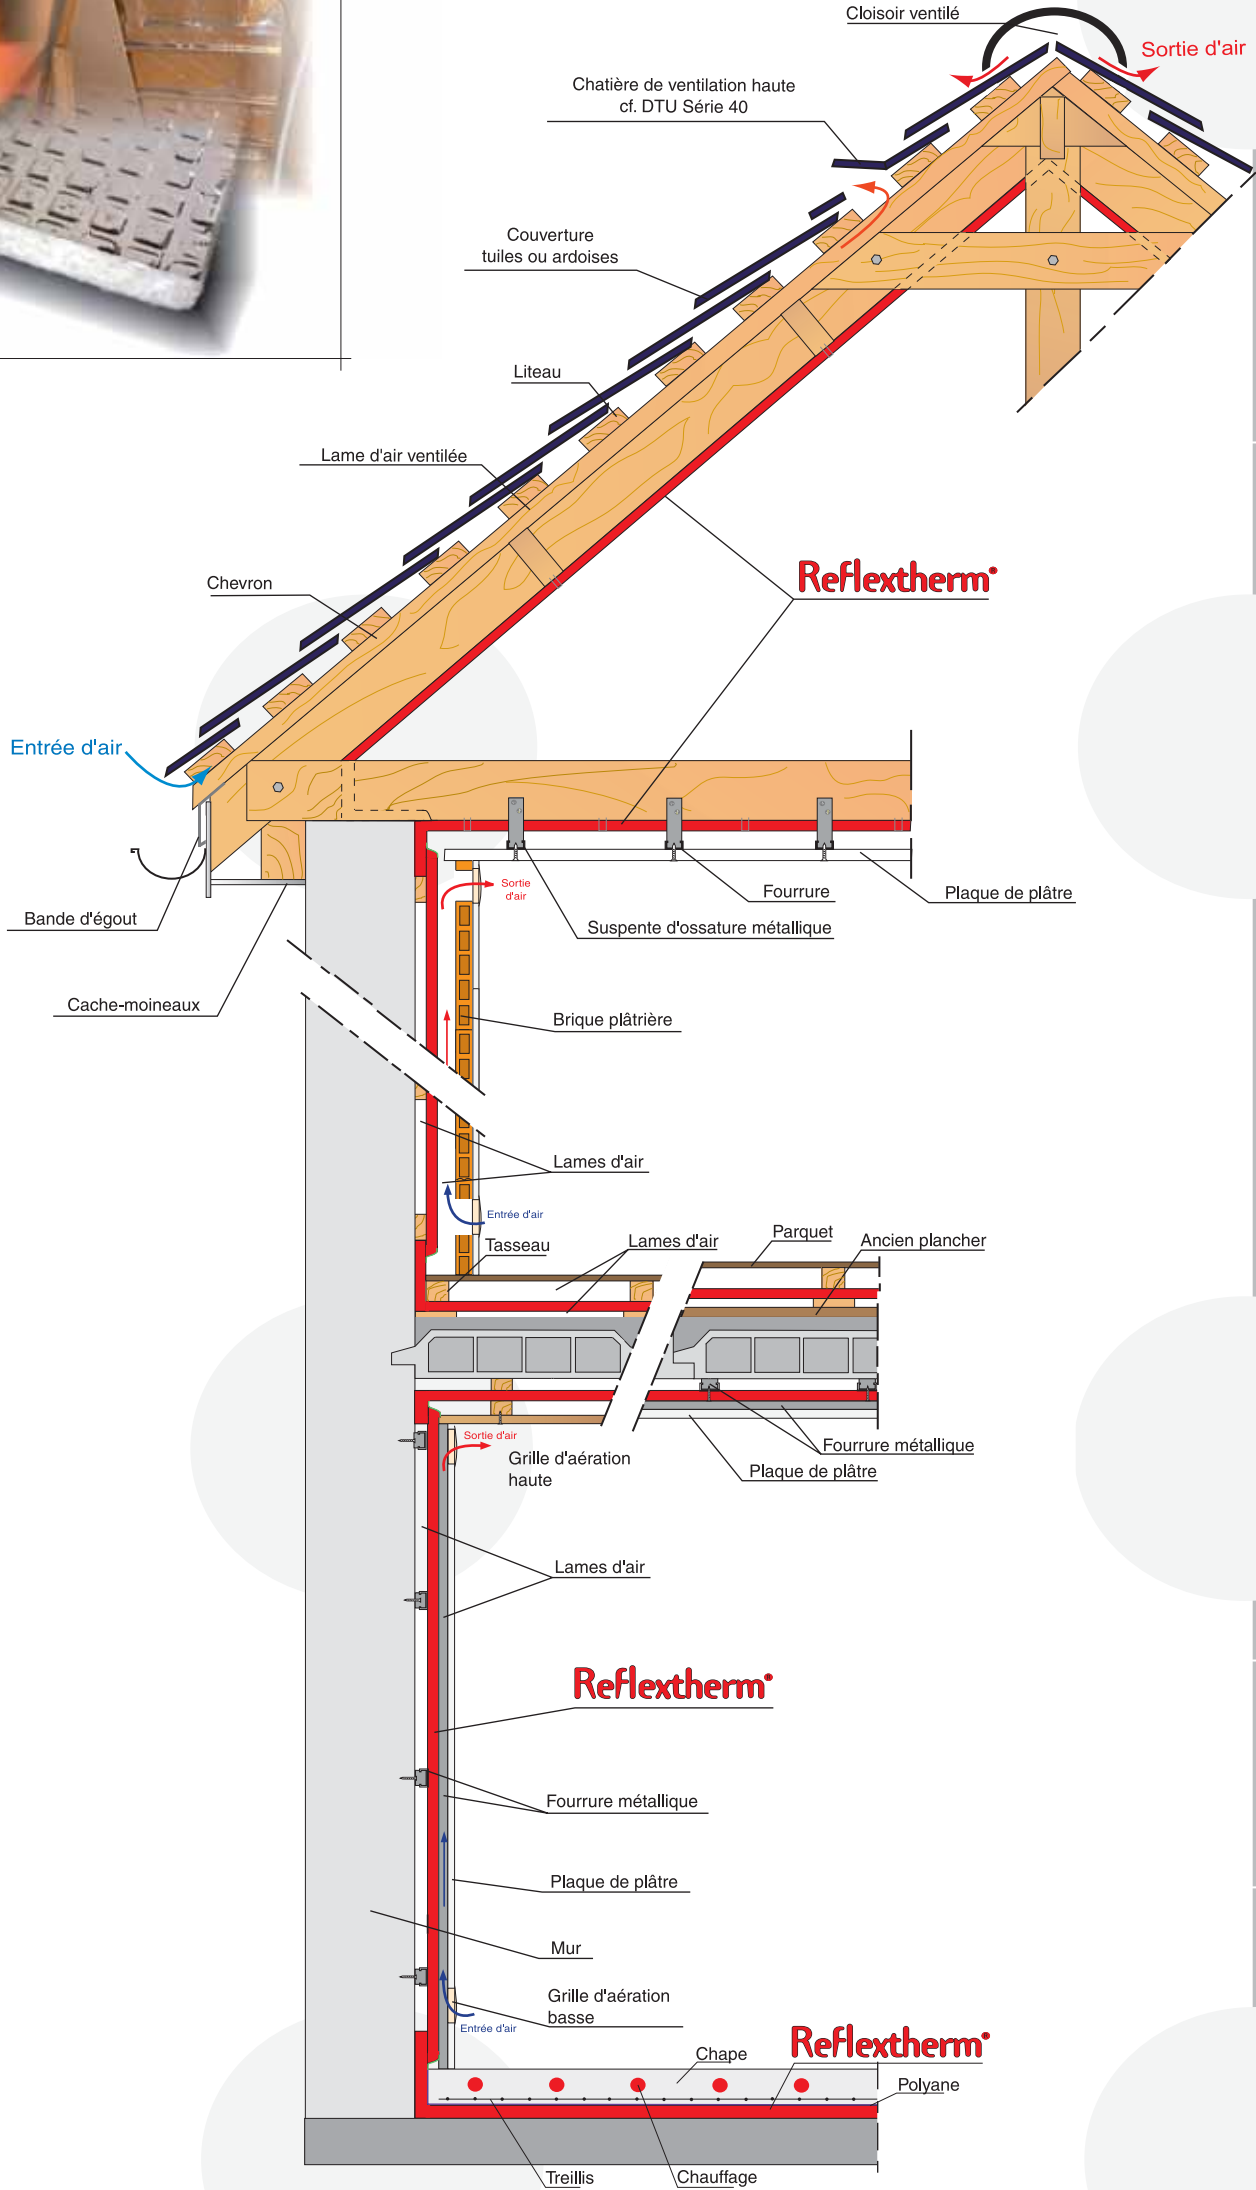 Cloisoir ventilé
Sortie d'air
Chatière de ventilation haute
cf. DTU Série 40
Couverture
tuiles ou ardoises
Liteau
Lame d'air ventilée
Reflextherm®
Chevron
Entrée d'air
Sortie
d'air
Fourrure
Plaque de plâtre
Bande d'égout
Suspente d'ossature métallique
Cache-moineaux
Brique plâtrière
Lames d'air
Entrée d'air
Tasseau
Lames d'air
Parquet
Ancien plancher
Sortie d'air
Grille d'aération
haute
Fourrure métallique
Plaque de plâtre
Lames d'air
Reflextherm®
Fourrure métallique
Plaque de plâtre
Mur
Grille d'aération
basse
Entrée d'air
Reflextherm®
Chape
Polyane
Treillis
Chauffage